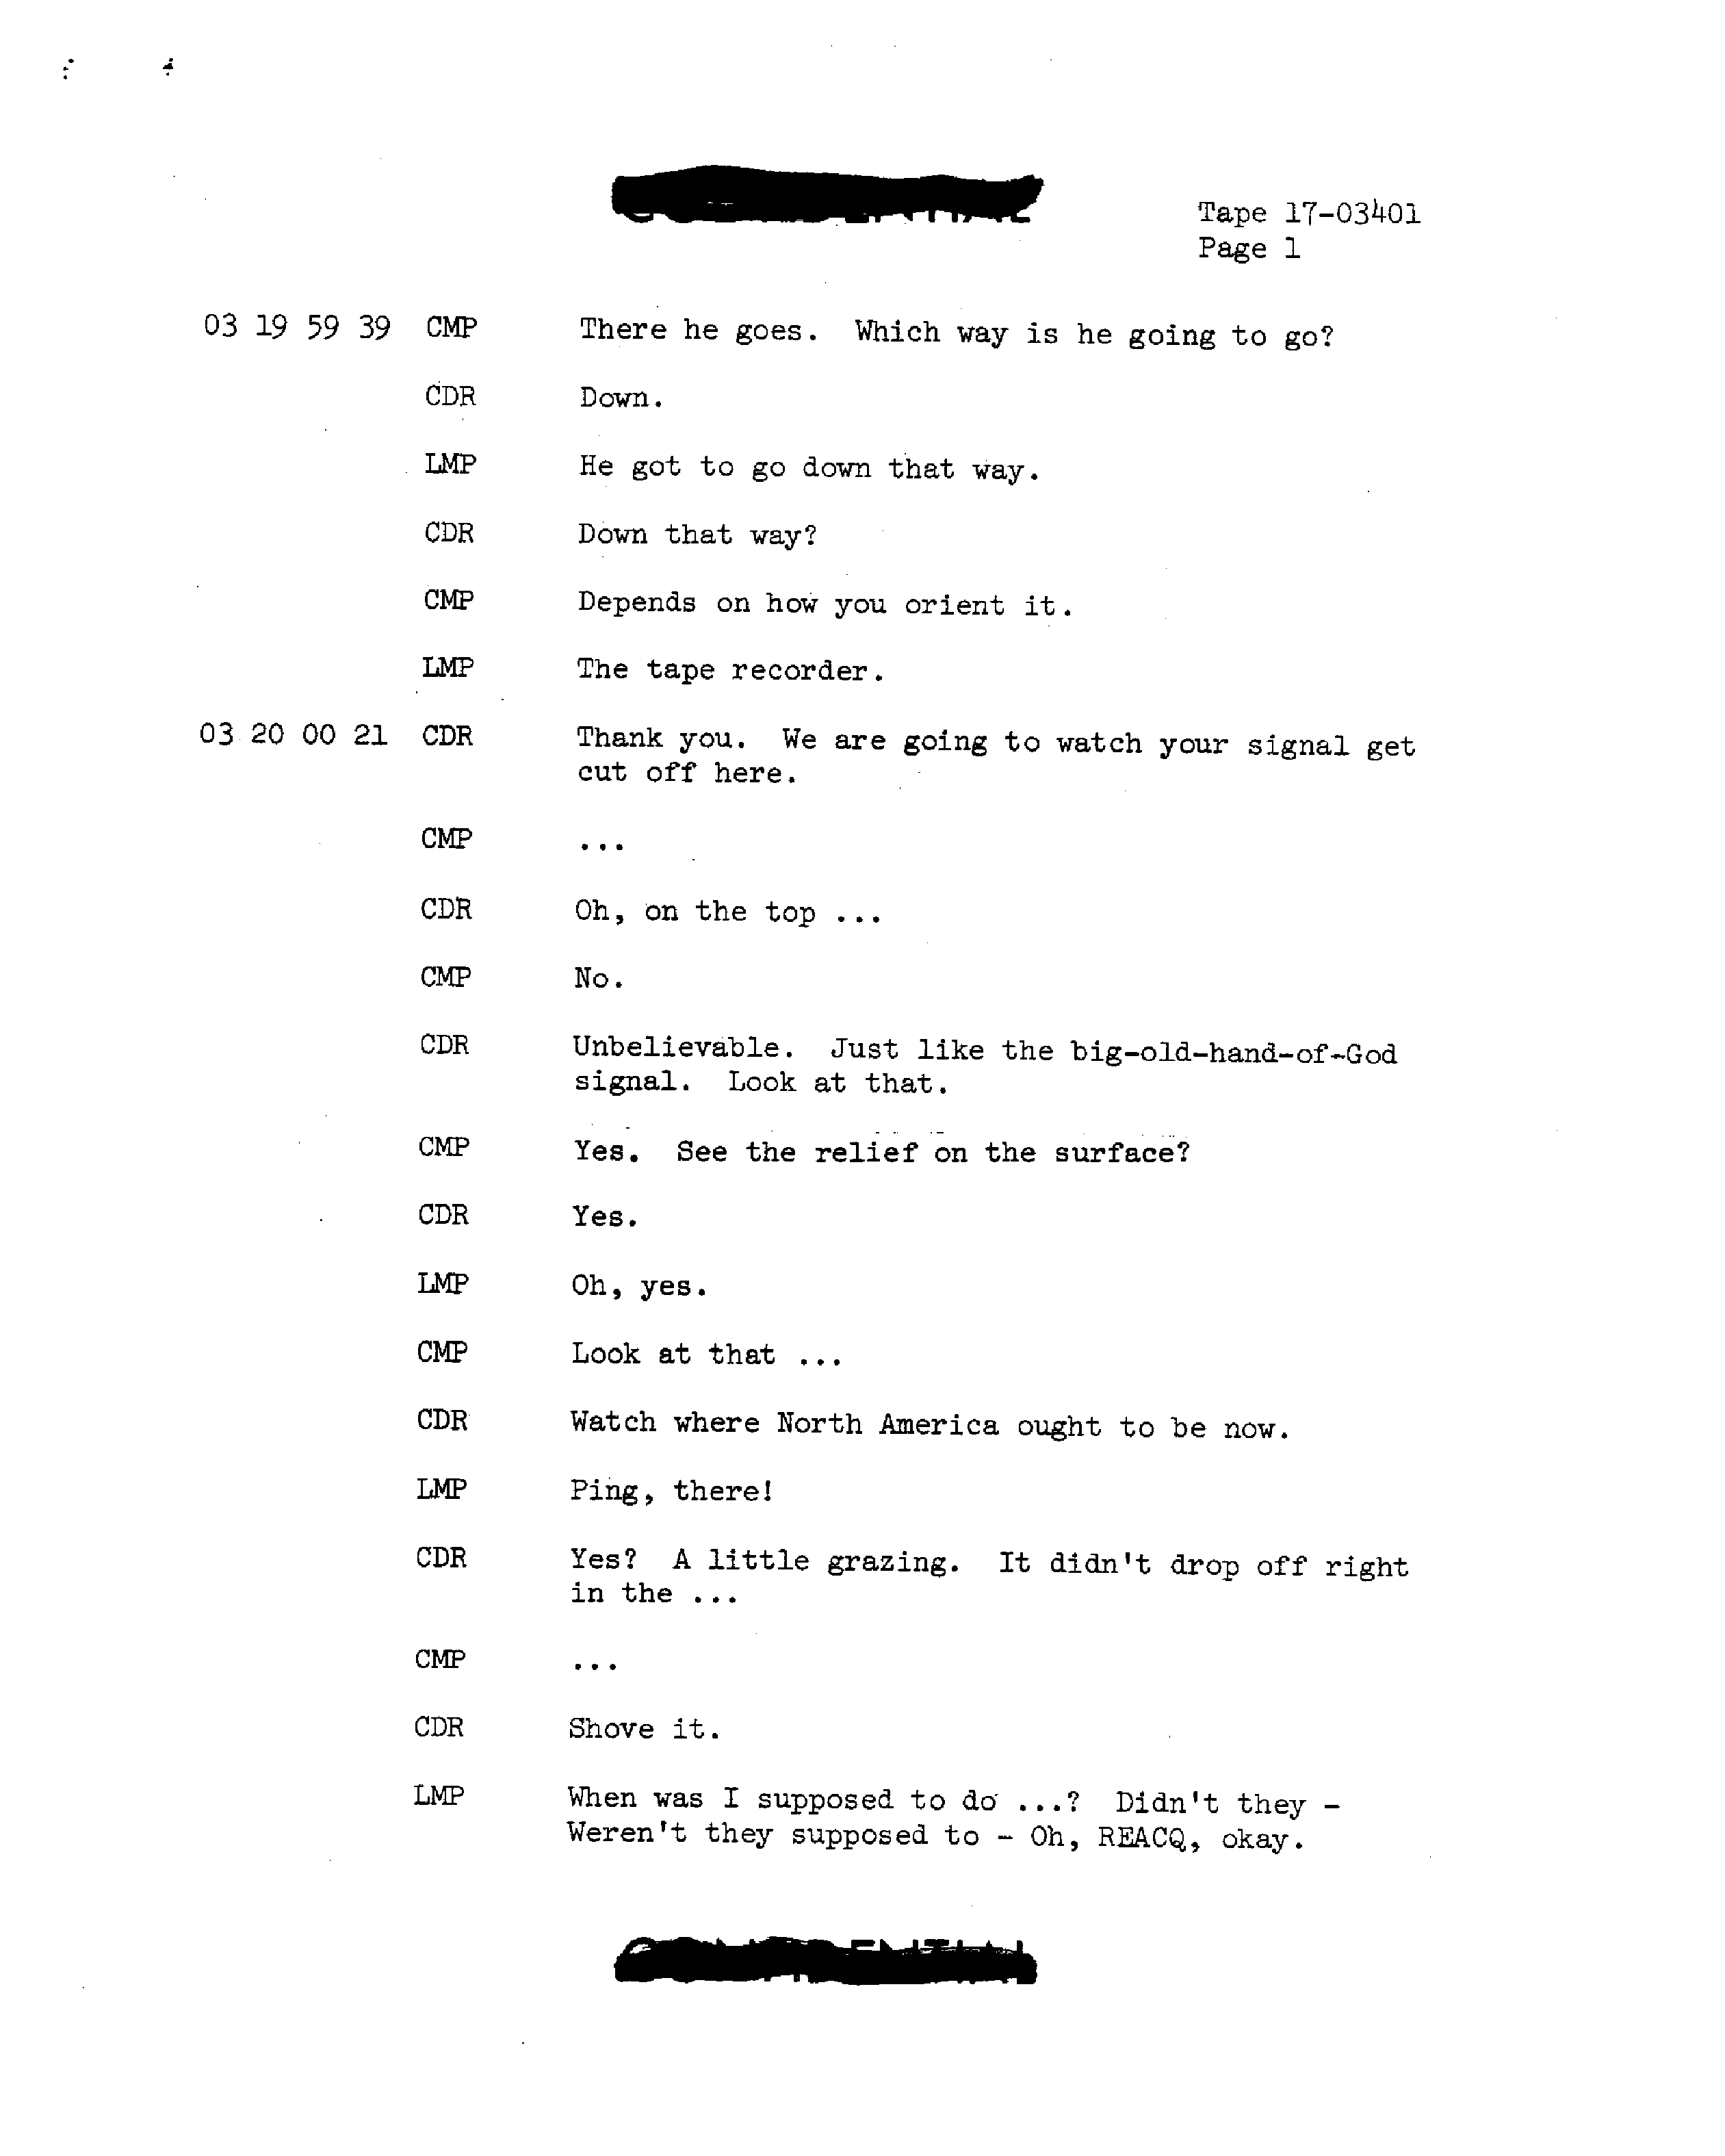 Tape 17-03401
Page 1
03 19 59 39 CMP There he goes. Which way is he going to go?
CDR Down.
LMP He got to go down that way.
CDR Down that way?
CMP Depends on how you orient it.
LMP The tape recorder.
03 20 00 21 CDR Thank you. We are going to watch your signal get
cut off here.
CMP ...
CDR Oh, on the top ...
CMP No.
CDR Unbelievable. Just like the big-old-hand-of-God
signal. Look at that.
CMP Yes. See the relief on the surface?
CDR Yes.
LMP Oh, yes.
CMP Look at that ...
CDR Watch where North America ought to be now.
LMP Ping, there!
CDR Yes? A little grazing. It didn't drop off right
in the ...
CMP ...
CDR Shove it.
LMP When was I supposed to do ...? Didn't they -
Weren't they supposed to - Oh, REACQ, okay.